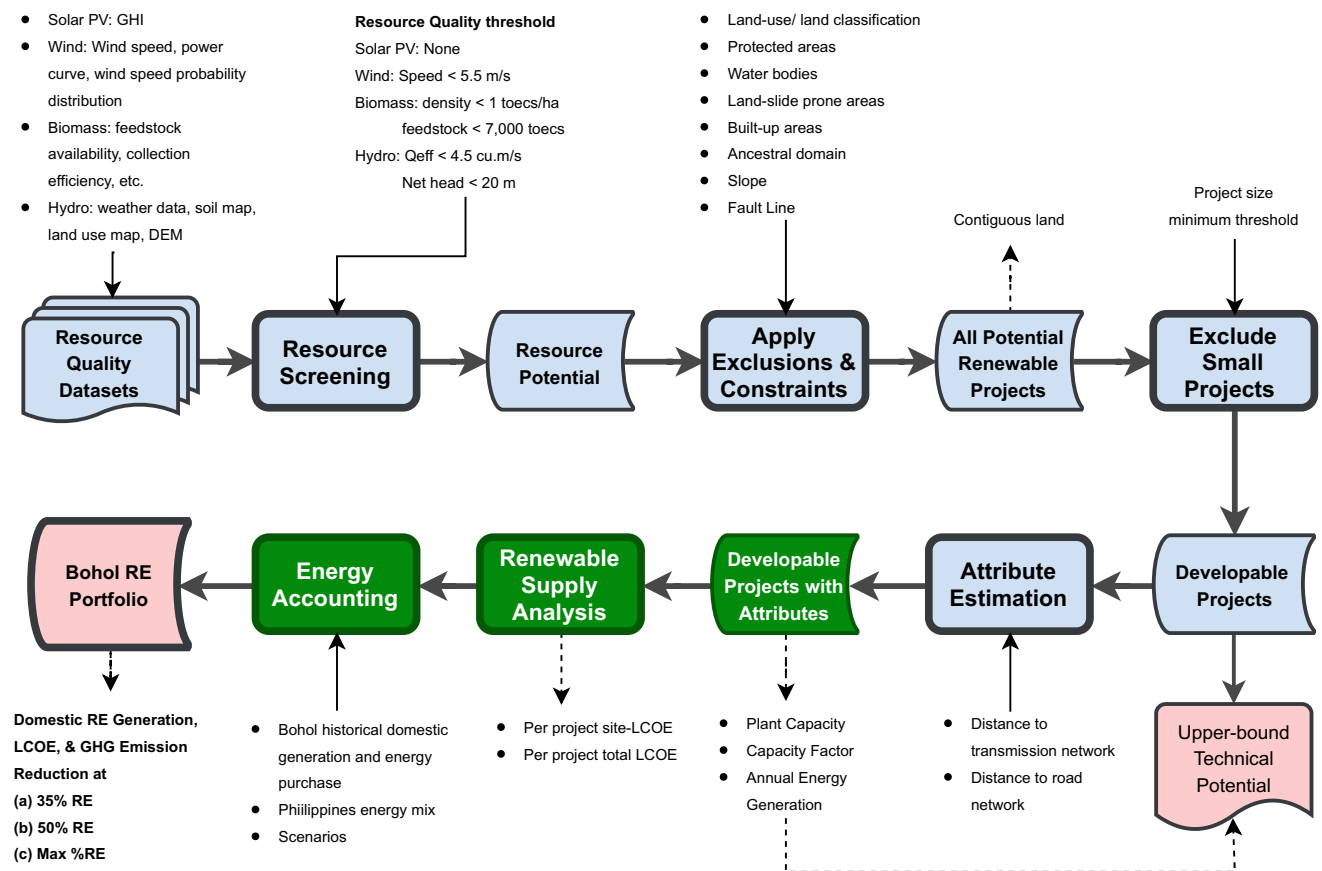 ● Solar PV: GHI
● Wind: Wind speed, power
curve, wind speed probability
distribution
● Biomass: feedstock
availability, collection
efficiency, etc.
● Hydro: weather data, soil map,
land use map, DEM
Resource Quality threshold
Solar PV: None
Wind: Speed < 5.5 m/s
Biomass: density < 1 toecs/ha
feedstock < 7,000 toecs
Hydro: Qeff < 4.5 cu.m/s
Net head < 20 m
● Land-use/ land classification
● Protected areas
● Water bodies
● Land-slide prone areas
● Built-up areas
● Ancestral domain
● Slope
● Fault Line
Contiguous land
Project size
minimum threshold
Resource
Quality
Datasets
Resource
Screening
Resource
Potential
Apply
Exclusions &
Constraints
All Potential
Renewable
Projects
Exclude
Small
Projects
Bohol RE
Portfolio
Energy
Accounting
Renewable
Supply
Analysis
Developable
Projects with
Attributes
Attribute
Estimation
Developable
Projects
Domestic RE Generation,
LCOE, & GHG Emission
Reduction at
(a) 35% RE
(b) 50% RE
(c) Max %RE
● Bohol historical domestic
generation and energy
purchase
● Phiilippines energy mix
● Scenarios
● Per project site-LCOE
● Per project total LCOE
● Plant Capacity
● Capacity Factor
● Annual Energy
Generation
● Distance to
transmission network
● Distance to road
network
Upper-bound
Technical
Potential